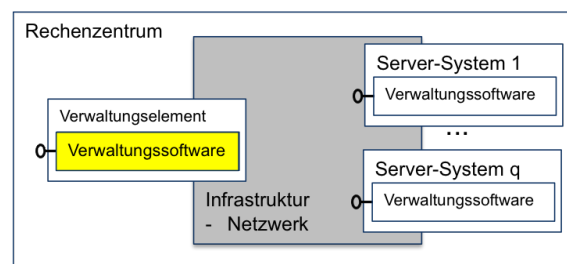 Rechenzentrum
Server-System 1
Verwaltungssoftware
Verwaltungselement
Verwaltungssoftware
...
Server-System q
Verwaltungssoftware
Infrastruktur
- Netzwerk